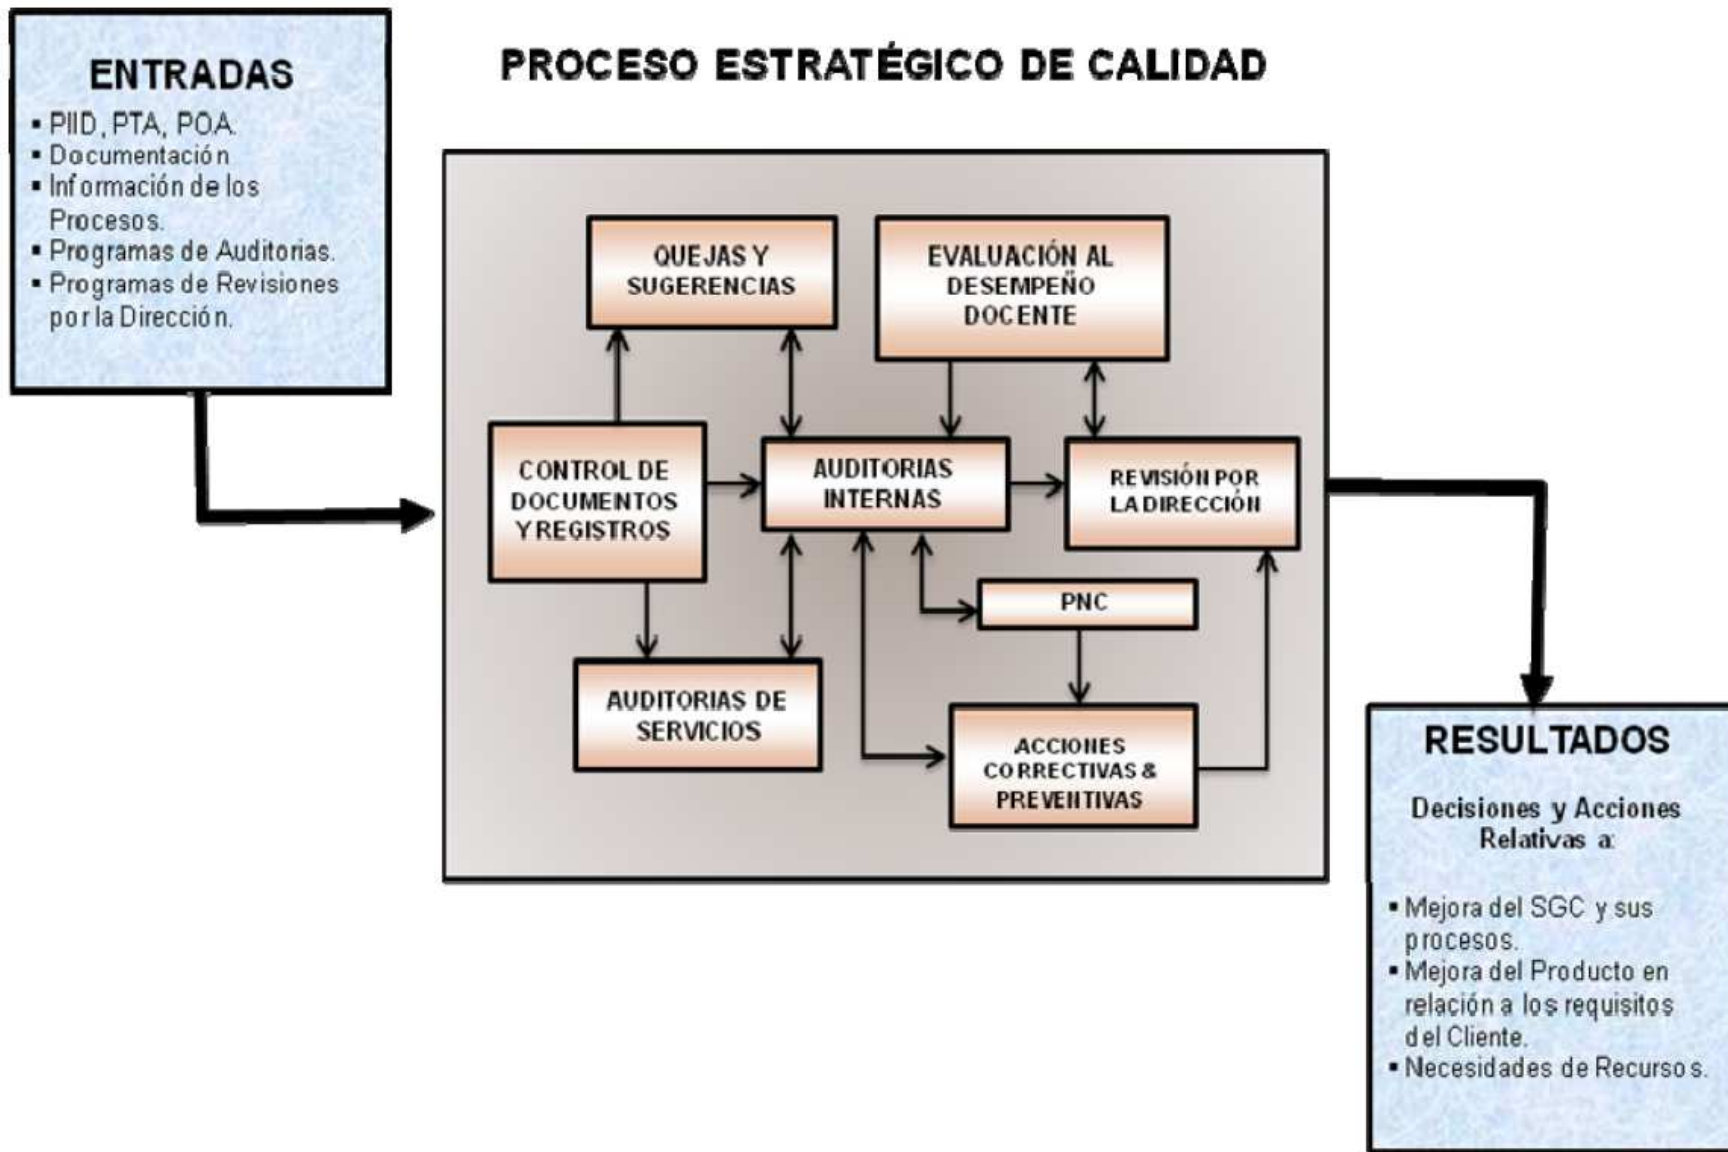 PROCESO ESTRATÉGICO DE CALIDAD
ENTRADAS
▪ PIID, PTA, POA.
▪ Documentación
▪ Información de los
Procesos.
▪ Programas de Auditorias.
▪ Programas de Revisiones
por la Dirección.
QUEJAS Y
SUGERENCIAS
EVALUACIÓN AL
DESEMPEÑO
DOCENTE
CONTROL DE
DOCUMENTOS
Y REGISTROS
AUDITORIAS
INTERNAS
REVISIÓN POR
LA DIRECCIÓN
PNC
AUDITORIAS DE
SERVICIOS
ACCIONES
CORRECTIVAS &
PREVENTIVAS
RESULTADOS
Decisiones y Acciones
Relativas a:
▪ Mejora del SGC y sus
procesos.
▪ Mejora del Producto en
relación a los requisitos
del Cliente.
▪ Necesidades de Recursos.